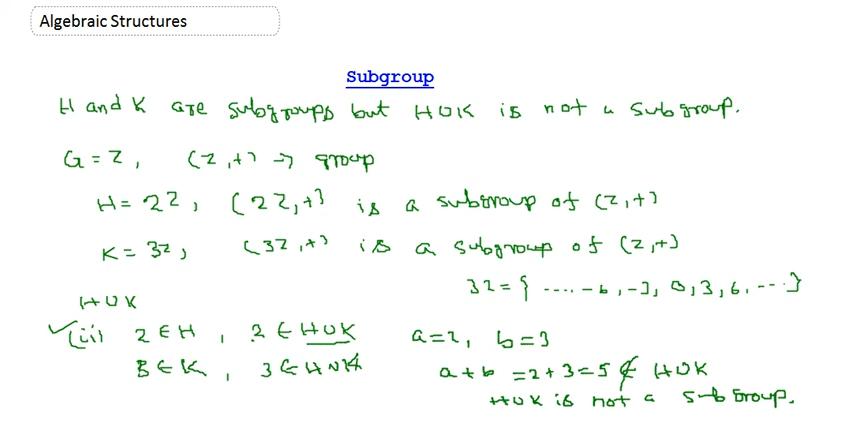 Algebraic Structures
Subgroup
H and K are subgroups but H∪K is not a subgroup.
G = Z, (Z,+) → group
H = 2Z, (2Z,+) is a subgroup of (Z,+)
K = 3Z, (3Z,+) is a subgroup of (Z,+)
3Z = { .... -6, -3, 0, 3, 6, ... }
H∪K
✓(ii) 2 ∈ H, 2 ∈ H∪K a=2, b=3
3 ∈ K, 3 ∈ H∪K a+b = 2+3 = 5 ∉ H∪K
H∪K is not a subgroup.